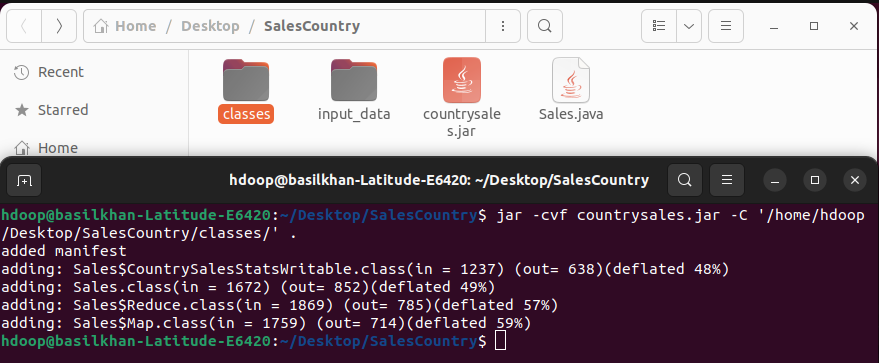 Home / Desktop / SalesCountry
Recent
Starred
Home
classes
input_data
countrysale
s.jar
Sales.java
hdoop@basilkhan-Latitude-E6420: ~/Desktop/SalesCountry
hdoop@basilkhan-Latitude-E6420:~/Desktop/SalesCountry$ jar -cvf countrysales.jar -C '/home/hdoop
/Desktop/SalesCountry/classes/' .
added manifest
adding: Sales$CountrySalesStatsWritable.class(in = 1237) (out= 638)(deflated 48%)
adding: Sales.class(in = 1672) (out= 852)(deflated 49%)
adding: Sales$Reduce.class(in = 1869) (out= 785)(deflated 57%)
adding: Sales$Map.class(in = 1759) (out= 714)(deflated 59%)
hdoop@basilkhan-Latitude-E6420:~/Desktop/SalesCountry$